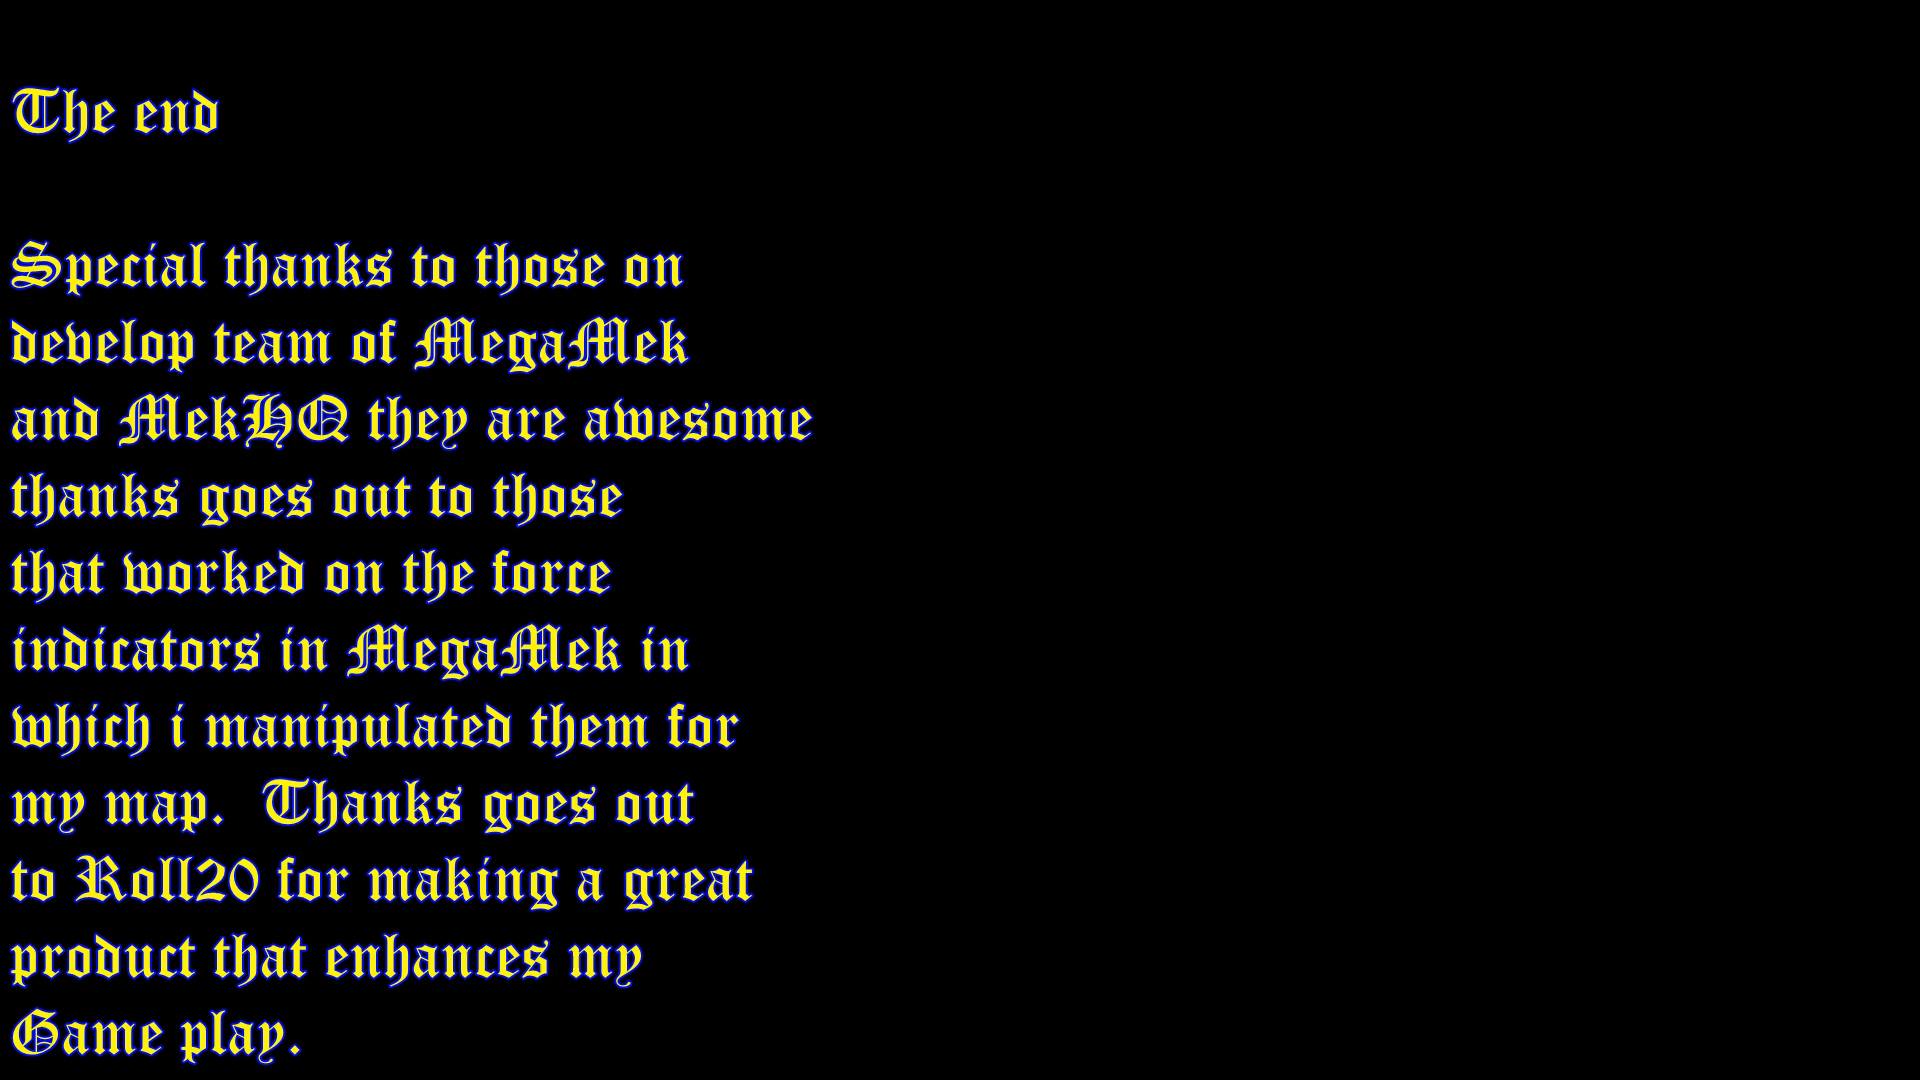 The end
Special thanks to those on
develop team of MegaMek
and MekHQ they are awesome
thanks goes out to those
that worked on the force
indicators in MegaMek in
which i manipulated them for
my map.  Thanks goes out
to Roll20 for making a great
product that enhances my
Game play.